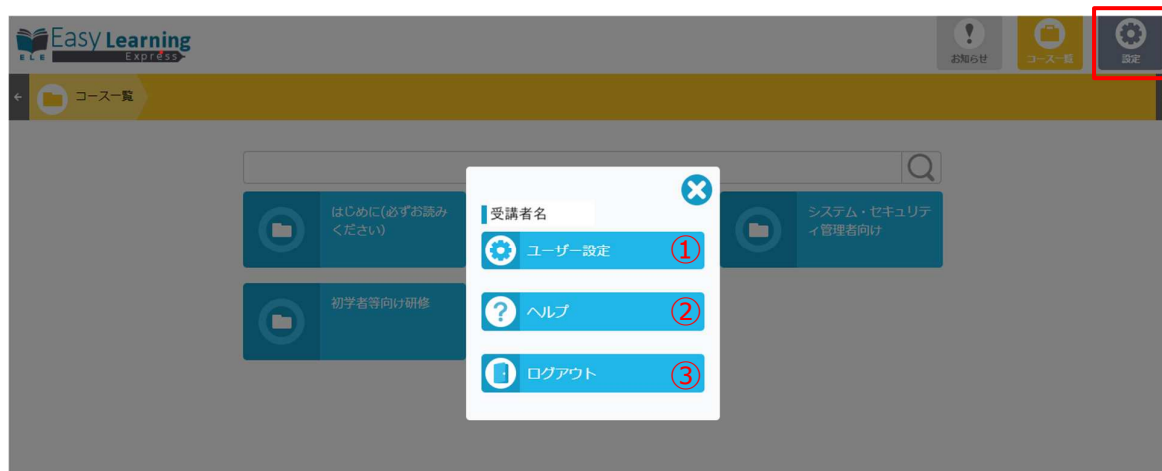 Easy Learning
ELE Express
お知らせ
コース一覧
設定
コース一覧
はじめに(必ずお読み
ください)
システム・セキュリテ
ィ管理者向け
初学者等向け研修
受講者名
ユーザー設定 ①
ヘルプ ②
ログアウト ③